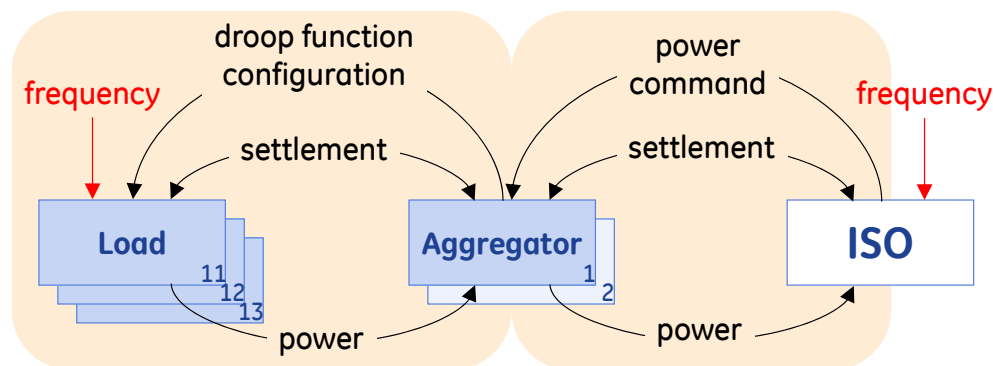 droop function
configuration
power
command
frequency
frequency
settlement
settlement
Load
Aggregator
ISO
11
12
13
1
2
power
power